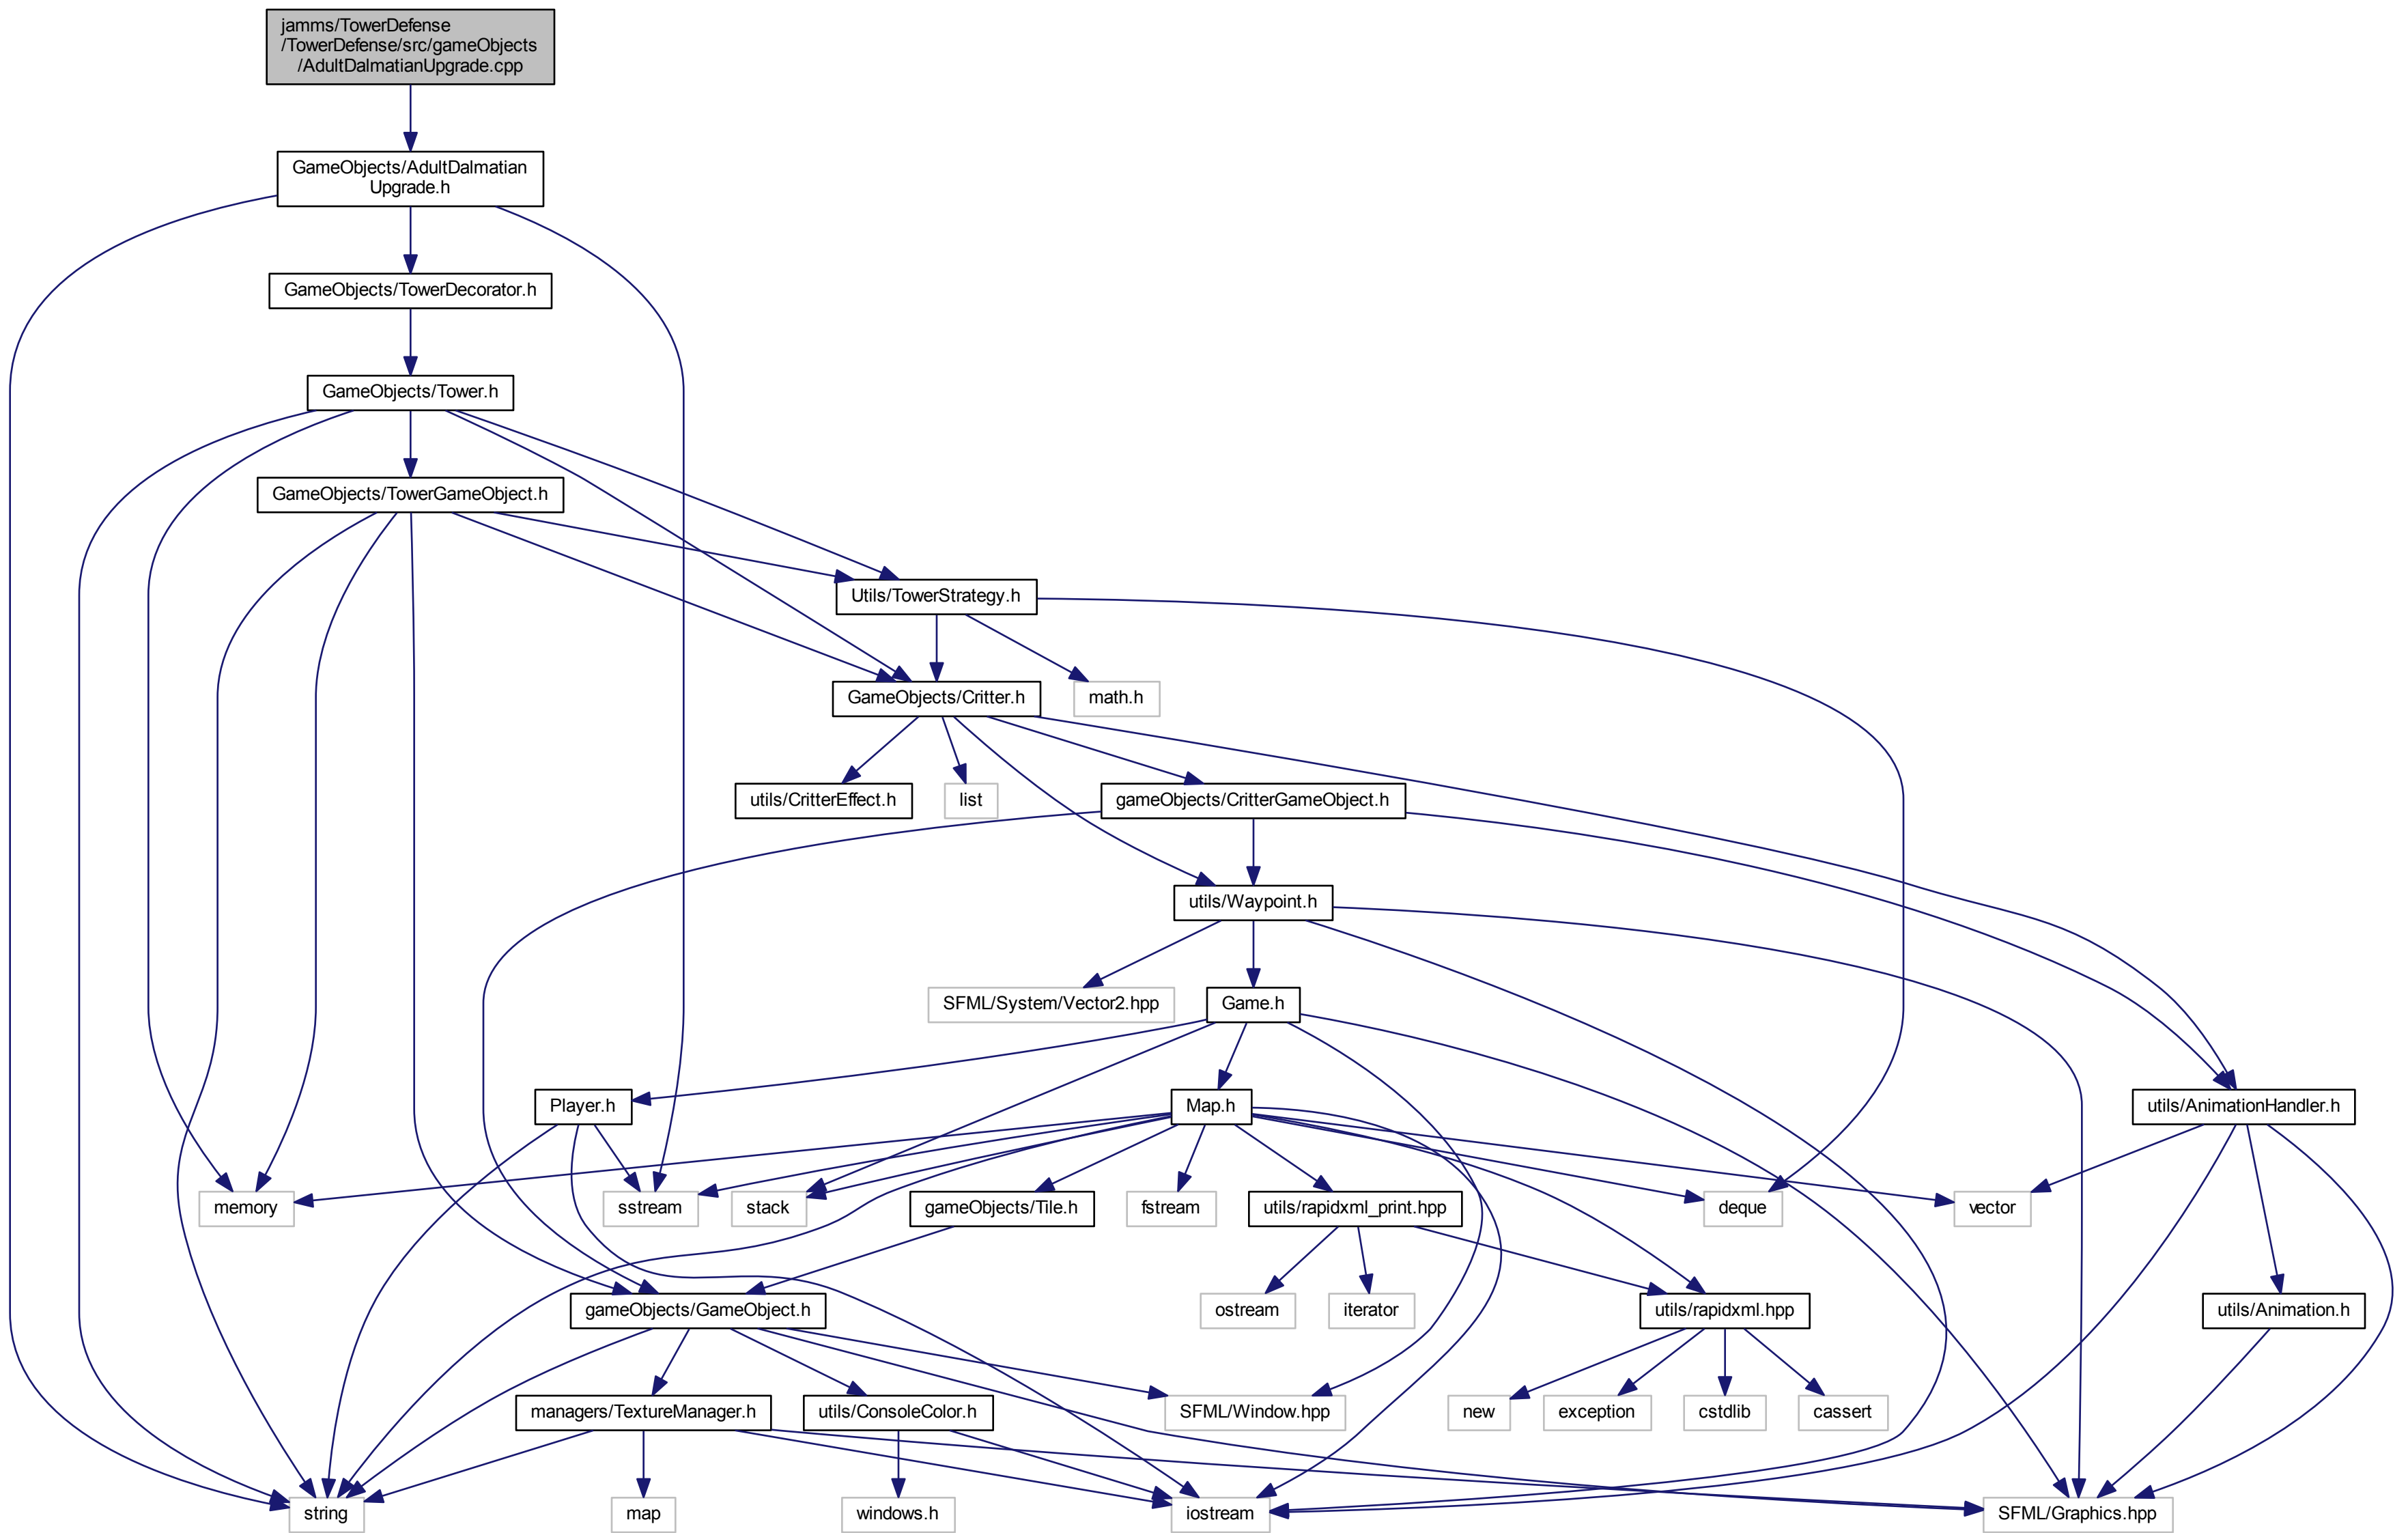 jamms/TowerDefense
/TowerDefense/src/gameObjects
/AdultDalmatianUpgrade.cpp
GameObjects/AdultDalmatian
Upgrade.h
GameObjects/TowerDecorator.h
GameObjects/Tower.h
GameObjects/TowerGameObject.h
Utils/TowerStrategy.h
GameObjects/Critter.h
math.h
utils/CritterEffect.h
list
gameObjects/CritterGameObject.h
utils/Waypoint.h
SFML/System/Vector2.hpp
Game.h
Player.h
Map.h
utils/AnimationHandler.h
memory
sstream
stack
gameObjects/Tile.h
fstream
utils/rapidxml_print.hpp
deque
vector
gameObjects/GameObject.h
ostream
iterator
utils/rapidxml.hpp
utils/Animation.h
managers/TextureManager.h
utils/ConsoleColor.h
SFML/Window.hpp
new
exception
cstdlib
cassert
string
map
windows.h
iostream
SFML/Graphics.hpp